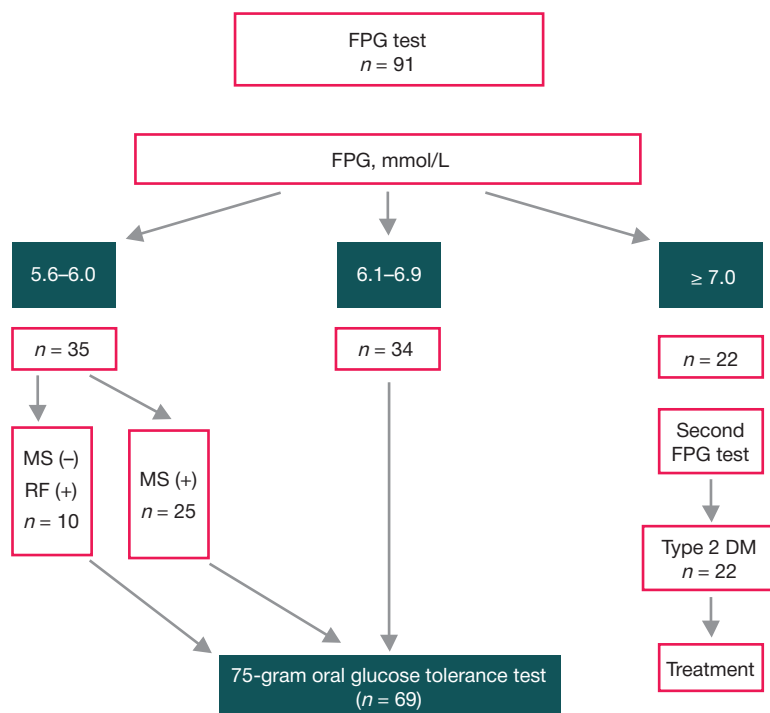 FPG test
n = 91
FPG, mmol/L
5.6–6.0
6.1–6.9
≥ 7.0
n = 35
n = 34
n = 22
MS (–)
RF (+)
n = 10
MS (+)
n = 25
Second
FPG test
Type 2 DM
n = 22
75-gram oral glucose tolerance test
(n = 69)
Treatment